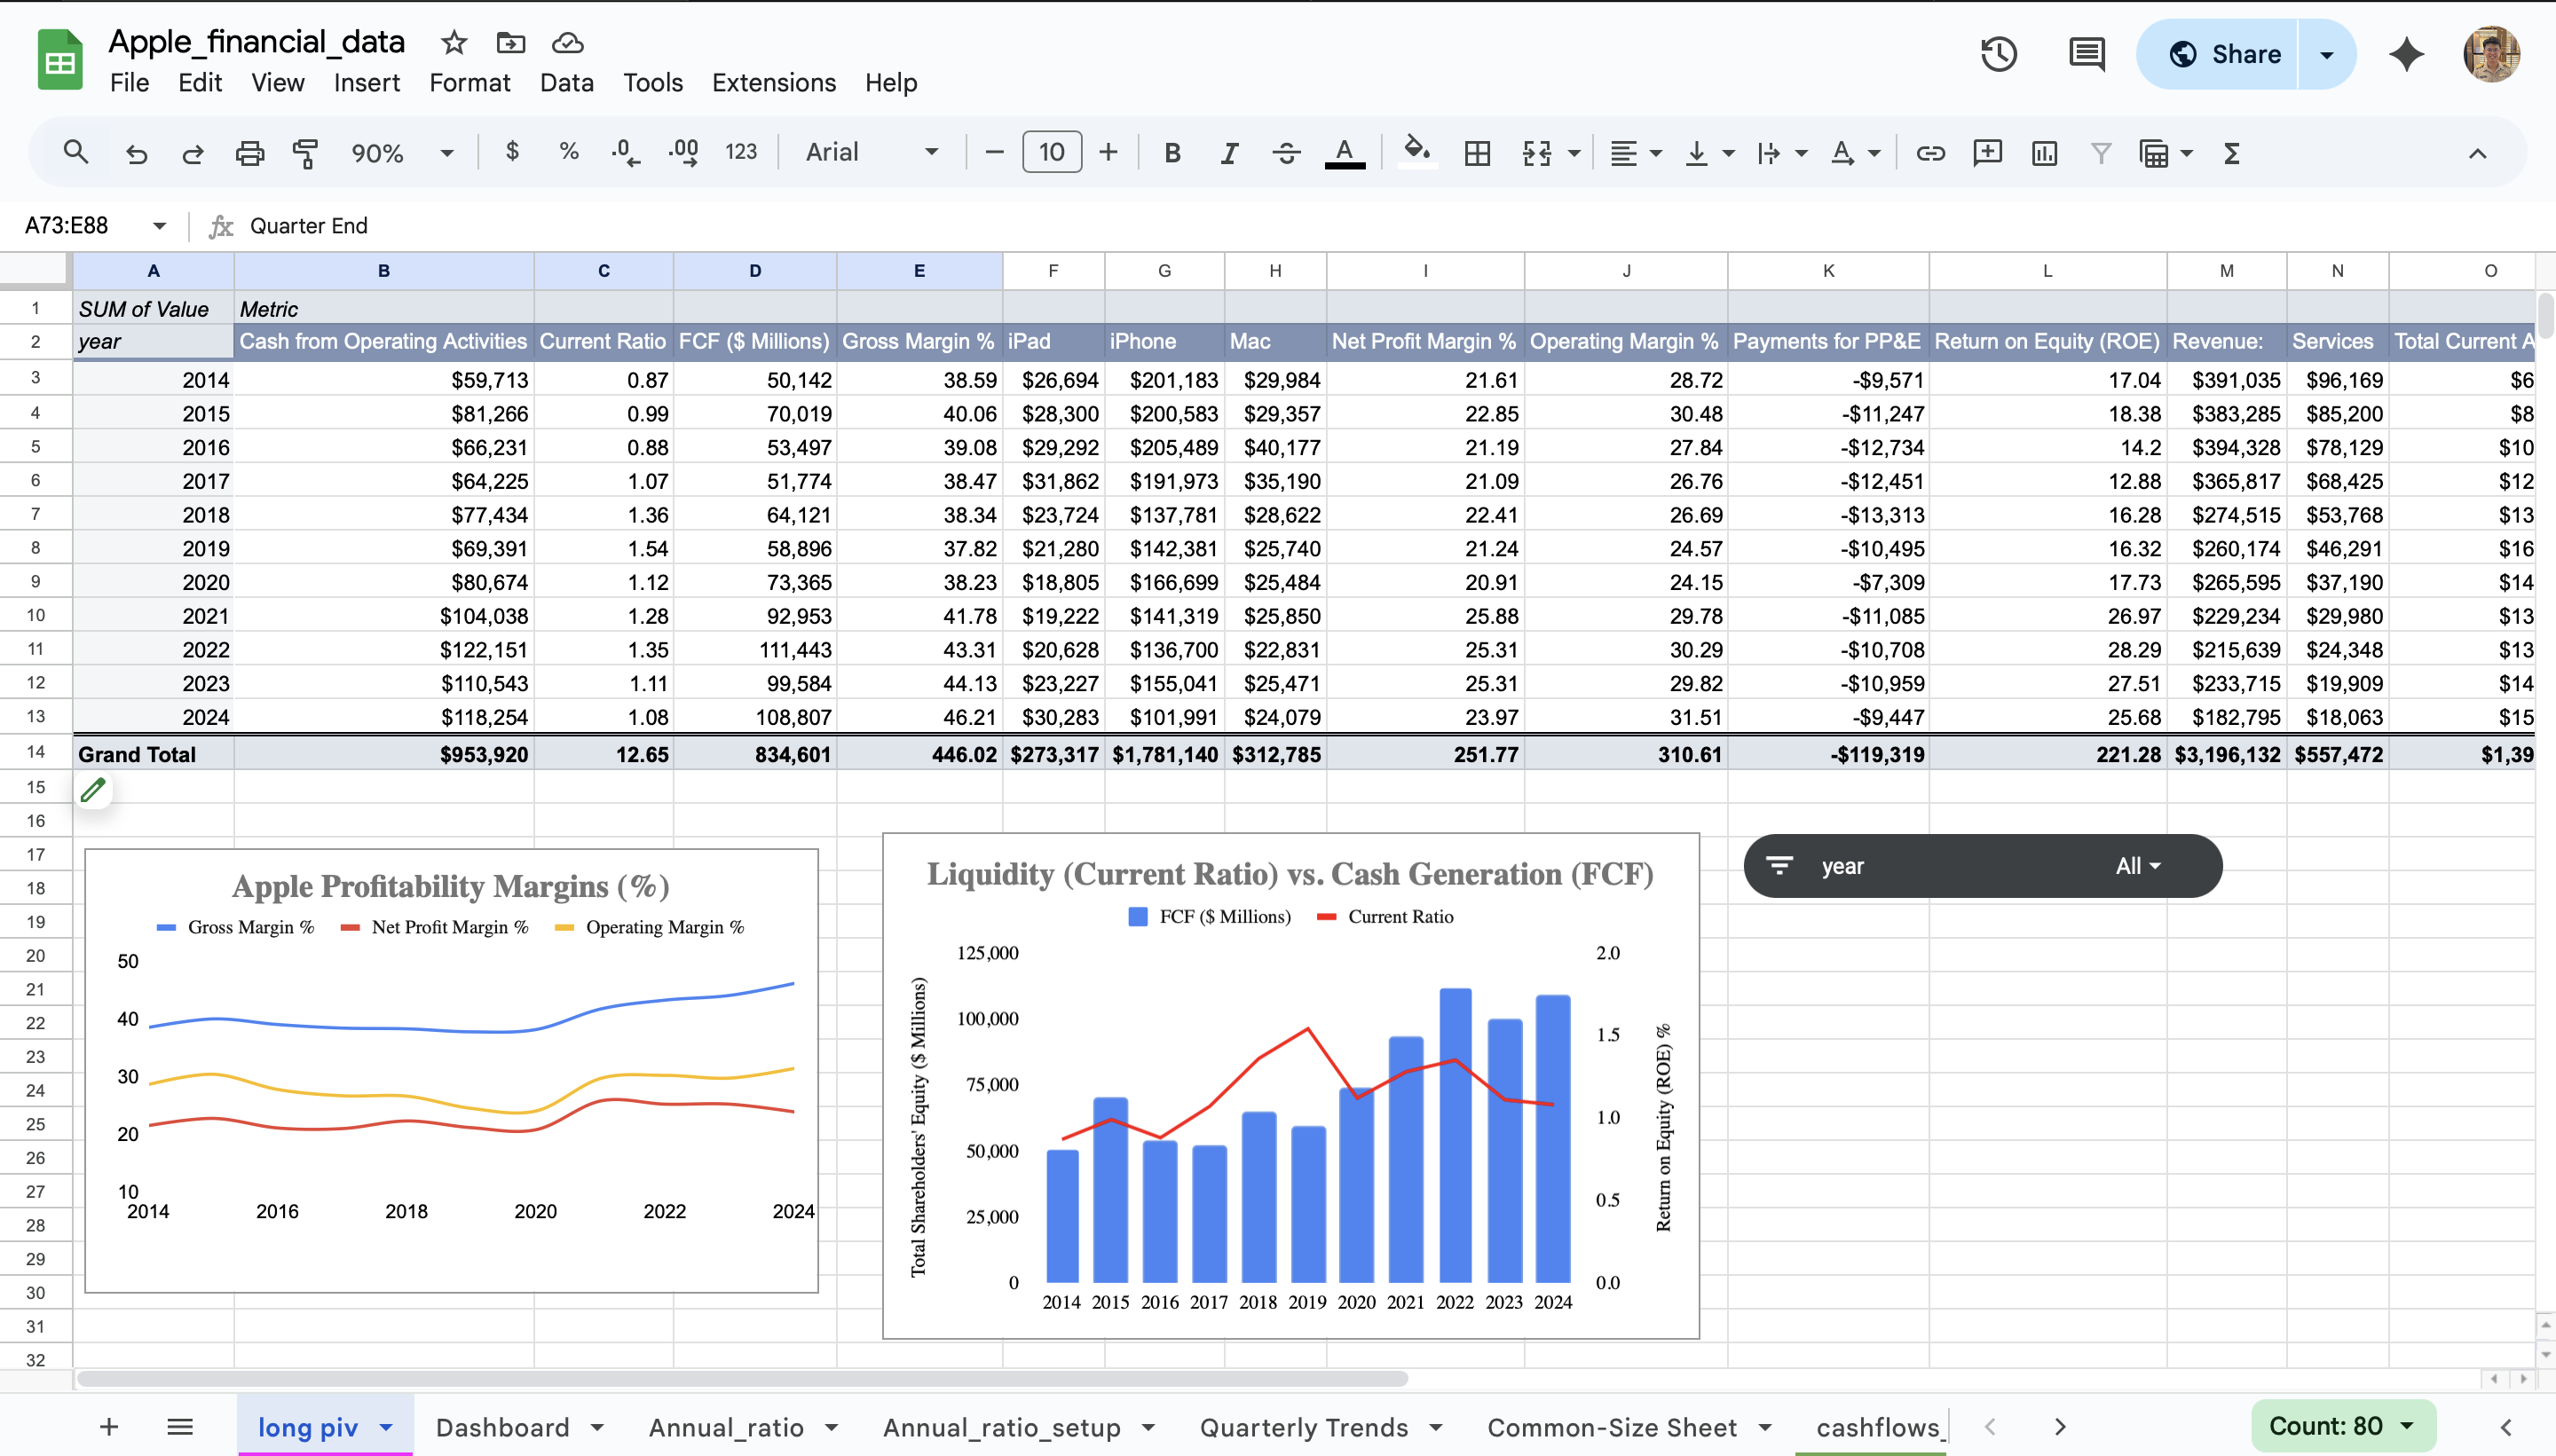 Apple_financial_data
File Edit View Insert Format Data Tools Extensions Help
Share
90% $ % .0 .00 123 Arial 10 B I A
A73:E88 fx Quarter End
A B C D E F G H I J K L M N O
1 SUM of Value Metric
2 year Cash from Operating Activities Current Ratio FCF ($ Millions) Gross Margin % iPad iPhone Mac Net Profit Margin % Operating Margin % Payments for PP&E Return on Equity (ROE) Revenue: Services Total Current A
3 2014 $59,713 0.87 50,142 38.59 $26,694 $201,183 $29,984 21.61 28.72 -$9,571 17.04 $391,035 $96,169 $6
4 2015 $81,266 0.99 70,019 40.06 $28,300 $200,583 $29,357 22.85 30.48 -$11,247 18.38 $383,285 $85,200 $8
5 2016 $66,231 0.88 53,497 39.08 $29,292 $205,489 $40,177 21.19 27.84 -$12,734 14.2 $394,328 $78,129 $10
6 2017 $64,225 1.07 51,774 38.47 $31,862 $191,973 $35,190 21.09 26.76 -$12,451 12.88 $365,817 $68,425 $12
7 2018 $77,434 1.36 64,121 38.34 $23,724 $137,781 $28,622 22.41 26.69 -$13,313 16.28 $274,515 $53,768 $13
8 2019 $69,391 1.54 58,896 37.82 $21,280 $142,381 $25,740 21.24 24.57 -$10,495 16.32 $260,174 $46,291 $16
9 2020 $80,674 1.12 73,365 38.23 $18,805 $166,699 $25,484 20.91 24.15 -$7,309 17.73 $265,595 $37,190 $14
10 2021 $104,038 1.28 92,953 41.78 $19,222 $141,319 $25,850 25.88 29.78 -$11,085 26.97 $229,234 $29,980 $13
11 2022 $122,151 1.35 111,443 43.31 $20,628 $136,700 $22,831 25.31 30.29 -$10,708 28.29 $215,639 $24,348 $13
12 2023 $110,543 1.11 99,584 44.13 $23,227 $155,041 $25,471 25.31 29.82 -$10,959 27.51 $233,715 $19,909 $14
13 2024 $118,254 1.08 108,807 46.21 $30,283 $101,991 $24,079 23.97 31.51 -$9,447 25.68 $182,795 $18,063 $15
14 Grand Total $953,920 12.65 834,601 446.02 $273,317 $1,781,140 $312,785 251.77 310.61 -$119,319 221.28 $3,196,132 $557,472 $1,39
15
16
17
18
19
20
21
22
23
24
25
26
27
28
29
30
31
32
Apple Profitability Margins (%)
Gross Margin % Net Profit Margin % Operating Margin %
50
40
30
20
10
2014 2016 2018 2020 2022 2024
Liquidity (Current Ratio) vs. Cash Generation (FCF)
FCF ($ Millions) Current Ratio
Total Shareholders' Equity ($ Millions)
125,000
100,000
75,000
50,000
25,000
0
2.0
1.5
1.0
0.5
0.0
Return on Equity (ROE) %
2014 2015 2016 2017 2018 2019 2020 2021 2022 2023 2024
year All
long piv Dashboard Annual_ratio Annual_ratio_setup Quarterly Trends Common-Size Sheet cashflows_
Count: 80